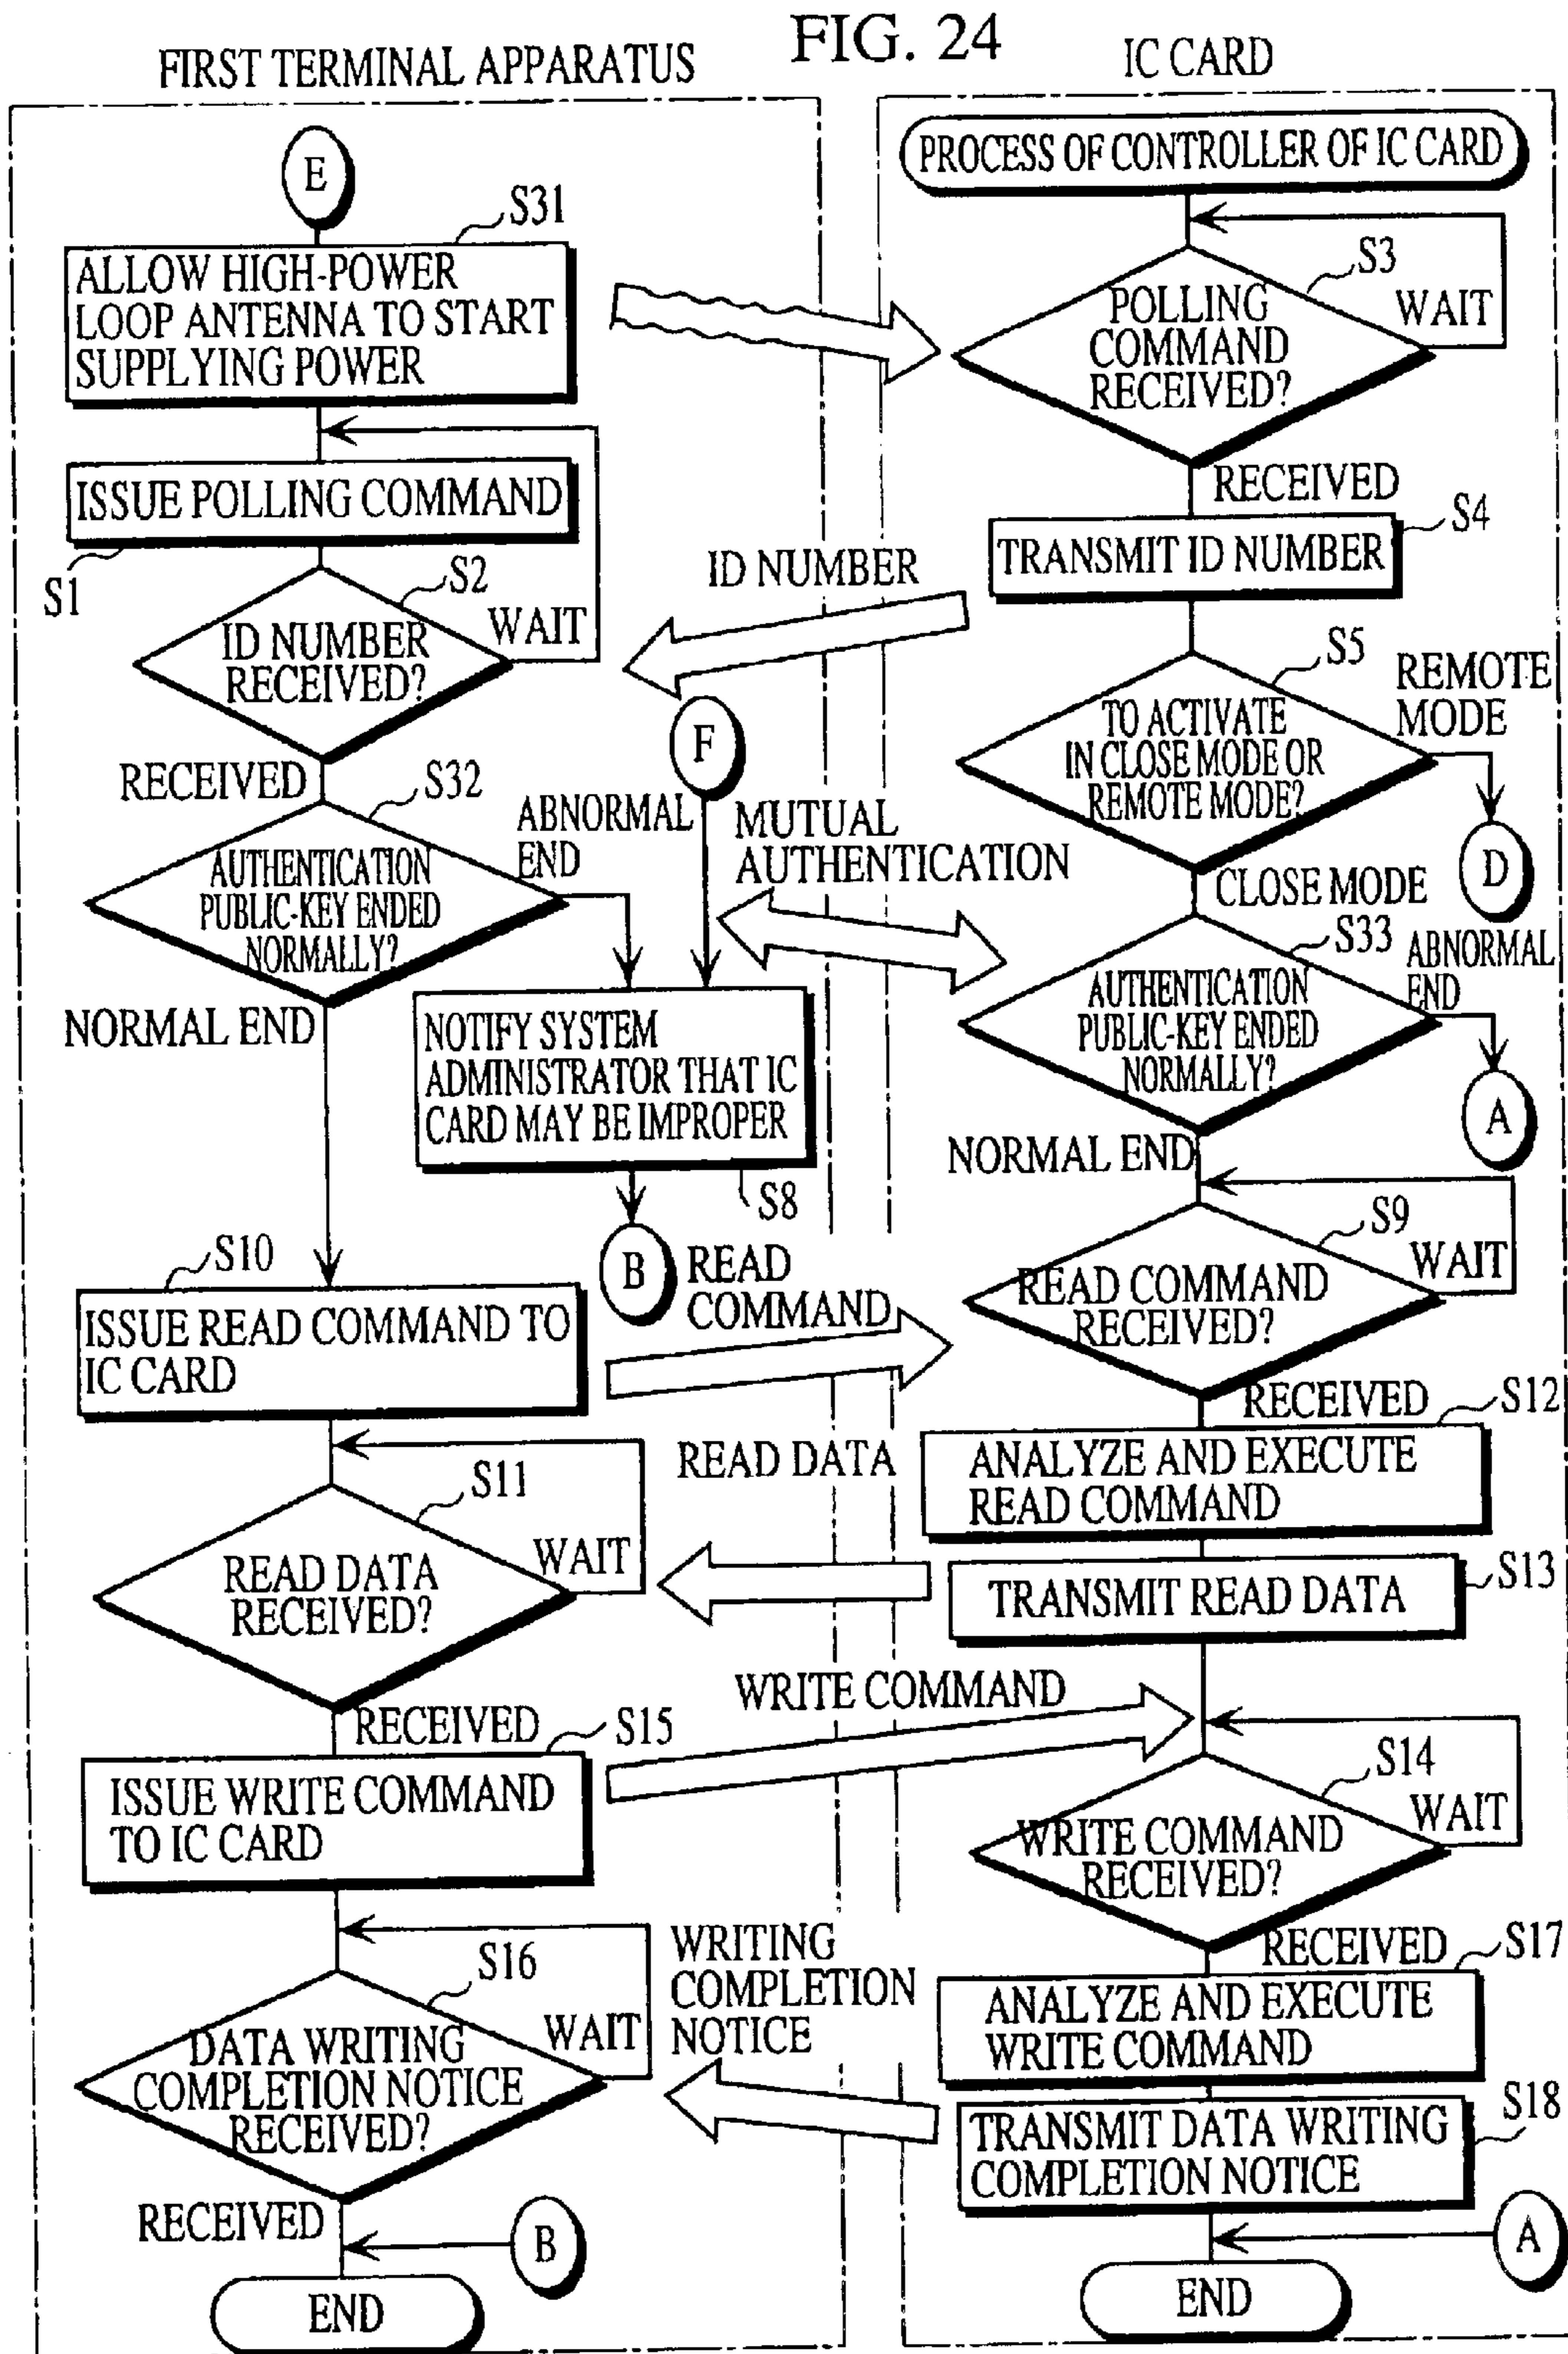 FIG. 24
FIRST TERMINAL APPARATUS
IC CARD
E
S31
ALLOW HIGH-POWER
LOOP ANTENNA TO START
SUPPLYING POWER
ISSUE POLLING COMMAND
S1
S2
ID NUMBER
RECEIVED?
WAIT
RECEIVED
S32
AUTHENTICATION
PUBLIC-KEY ENDED
NORMALLY?
ABNORMAL
END
NORMAL END
F
NOTIFY SYSTEM
ADMINISTRATOR THAT IC
CARD MAY BE IMPROPER
S8
B
S10
ISSUE READ COMMAND TO
IC CARD
S11
READ DATA
RECEIVED?
WAIT
RECEIVED
S15
ISSUE WRITE COMMAND
TO IC CARD
S16
DATA WRITING
COMPLETION NOTICE
RECEIVED?
WAIT
RECEIVED
B
END
ID NUMBER
MUTUAL
AUTHENTICATION
READ
COMMAND
READ DATA
WRITE COMMAND
WRITING
COMPLETION
NOTICE
PROCESS OF CONTROLLER OF IC CARD
S3
POLLING
COMMAND
RECEIVED?
WAIT
RECEIVED
S4
TRANSMIT ID NUMBER
S5
TO ACTIVATE
IN CLOSE MODE OR
REMOTE MODE?
REMOTE
MODE
D
CLOSE MODE
S33
AUTHENTICATION
PUBLIC-KEY ENDED
NORMALLY?
ABNORMAL
END
A
NORMAL END
S9
READ COMMAND
RECEIVED?
WAIT
RECEIVED
S12
ANALYZE AND EXECUTE
READ COMMAND
S13
TRANSMIT READ DATA
S14
WRITE COMMAND
RECEIVED?
WAIT
RECEIVED
S17
ANALYZE AND EXECUTE
WRITE COMMAND
S18
TRANSMIT DATA WRITING
COMPLETION NOTICE
A
END